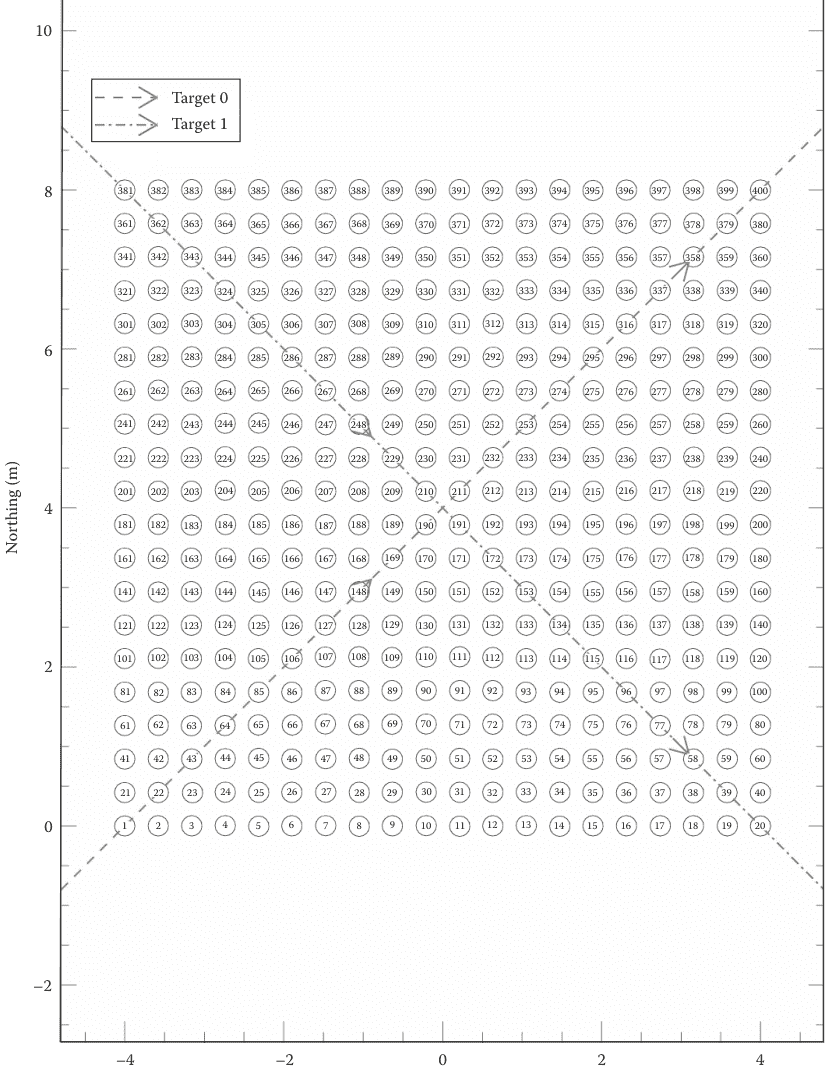 10
Target 0
Target 1
8
381 382 383 384 385 386 387 388 389 390 391 392 393 394 395 396 397 398 399 400
361 362 363 364 365 366 367 368 369 370 371 372 373 374 375 376 377 378 379 380
341 342 343 344 345 346 347 348 349 350 351 352 353 354 355 356 357 358 359 360
321 322 323 324 325 326 327 328 329 330 331 332 333 334 335 336 337 338 339 340
301 302 303 304 305 306 307 308 309 310 311 312 313 314 315 316 317 318 319 320
6
281 282 283 284 285 286 287 288 289 290 291 292 293 294 295 296 297 298 299 300
261 262 263 264 265 266 267 268 269 270 271 272 273 274 275 276 277 278 279 280
241 242 243 244 245 246 247 248 249 250 251 252 253 254 255 256 257 258 259 260
221 222 223 224 225 226 227 228 229 230 231 232 233 234 235 236 237 238 239 240
201 202 203 204 205 206 207 208 209 210 211 212 213 214 215 216 217 218 219 220
Northing (m)
4
181 182 183 184 185 186 187 188 189 190 191 192 193 194 195 196 197 198 199 200
161 162 163 164 165 166 167 168 169 170 171 172 173 174 175 176 177 178 179 180
141 142 143 144 145 146 147 148 149 150 151 152 153 154 155 156 157 158 159 160
121 122 123 124 125 126 127 128 129 130 131 132 133 134 135 136 137 138 139 140
101 102 103 104 105 106 107 108 109 110 111 112 113 114 115 116 117 118 119 120
2
81 82 83 84 85 86 87 88 89 90 91 92 93 94 95 96 97 98 99 100
61 62 63 64 65 66 67 68 69 70 71 72 73 74 75 76 77 78 79 80
41 42 43 44 45 46 47 48 49 50 51 52 53 54 55 56 57 58 59 60
21 22 23 24 25 26 27 28 29 30 31 32 33 34 35 36 37 38 39 40
0
1 2 3 4 5 6 7 8 9 10 11 12 13 14 15 16 17 18 19 20
−2
−4 −2 0 2 4